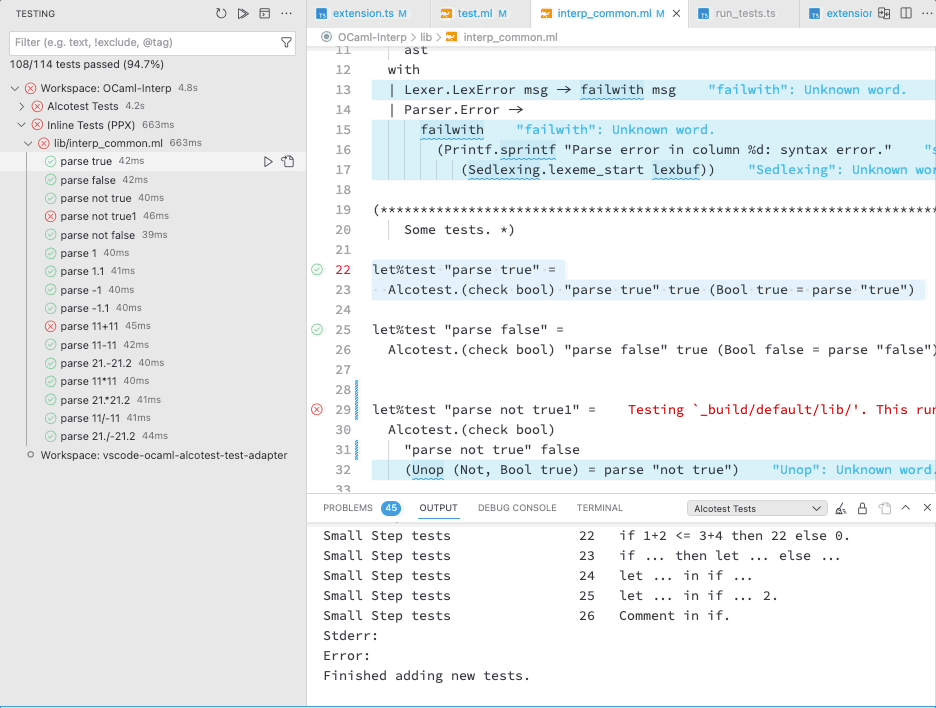 TESTING
Filter (e.g. text, !exclude, @tag)
108/114 tests passed (94.7%)
Workspace: OCaml-Interp 4.8s
Alcotest Tests 4.2s
Inline Tests (PPX) 663ms
lib/interp_common.ml 663ms
parse true 42ms
parse false 42ms
parse not true 40ms
parse not true1 46ms
parse not false 39ms
parse 1 40ms
parse 1.1 41ms
parse -1 40ms
parse -1.1 40ms
parse 11+11 45ms
parse 11-11 42ms
parse 21.-21.2 40ms
parse 11*11 40ms
parse 21.*21.2 41ms
parse 11/-11 41ms
parse 21./-21.2 44ms
Workspace: vscode-ocaml-alcotest-test-adapter
TS extension.ts M
test.ml M
interp_common.ml M
TS run_tests.ts
TS extension
OCaml-Interp > lib > interp_common.ml
11 ast
12 with
13 | Lexer.LexError msg → failwith msg "failwith": Unknown word.
14 | Parser.Error →
15 failwith "failwith": Unknown word.
16 (Printf.sprintf "Parse error in column %d: syntax error." "s
17 (Sedlexing.lexeme_start lexbuf)) "Sedlexing": Unknown wor
18
19 (**********************************************************************
20 Some tests. *)
21
22 let%test "parse true" =
23 Alcotest.(check bool) "parse true" true (Bool true = parse "true")
24
25 let%test "parse false" =
26 Alcotest.(check bool) "parse false" true (Bool false = parse "false")
27
28
29 let%test "parse not true1" = Testing `_build/default/lib/'. This run
30 Alcotest.(check bool)
31 "parse not true" false
32 (Unop (Not, Bool true) = parse "not true") "Unop": Unknown word.
33
PROBLEMS 45 OUTPUT DEBUG CONSOLE TERMINAL Alcotest Tests
Small Step tests 22 if 1+2 <= 3+4 then 22 else 0.
Small Step tests 23 if ... then let ... else ...
Small Step tests 24 let ... in if ...
Small Step tests 25 let ... in if ... 2.
Small Step tests 26 Comment in if.
Stderr:
Error:
Finished adding new tests.